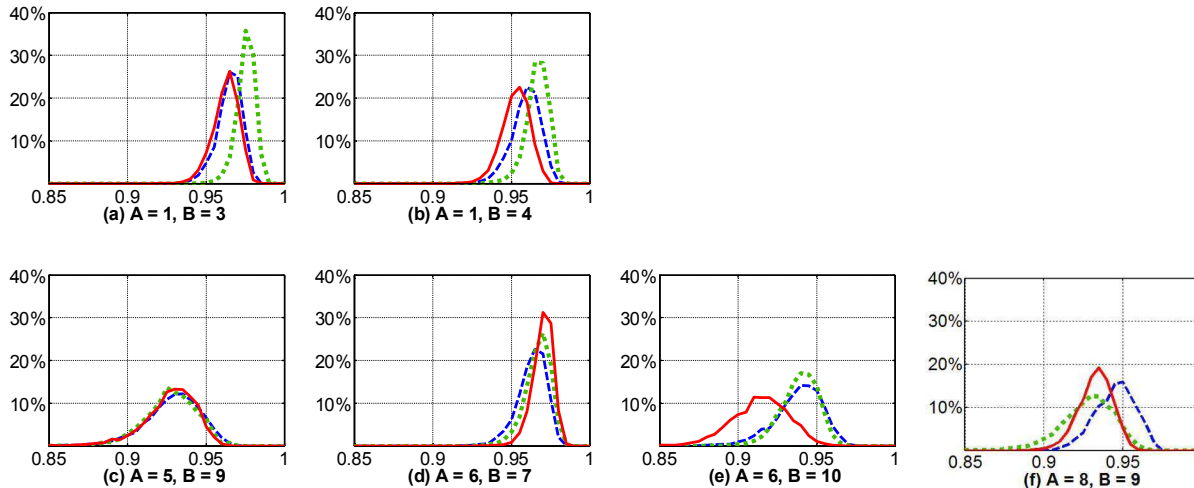 40% 40%
30% 30%
20% 20%
10% 10%
0.85 0.9 0.95 1 0.85 0.9 0.95 1
(a) A = 1, B = 3 (b) A = 1, B = 4
40% 40% 40% 40%
30% 30% 30% 30%
20% 20% 20% 20%
10% 10% 10% 10%
0.85 0.9 0.95 1 0.85 0.9 0.95 1 0.85 0.9 0.95 1 0.85 0.9 0.95
(c) A = 5, B = 9 (d) A = 6, B = 7 (e) A = 6, B = 10 (f) A = 8, B = 9